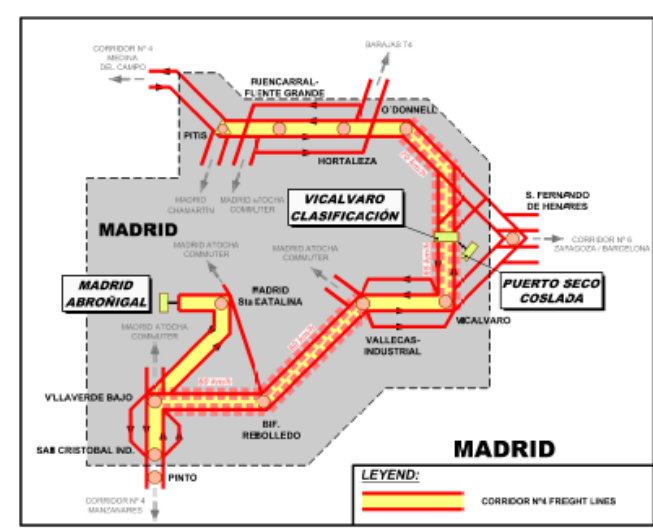 CORRIDOR Nº 4
MEDINA
DEL CAMPO
BARAJAS T4
FUENCARRAL-
FUENTE GRANDE
O´DONNELL
PITIS
HORTALEZA
MADRID
CHAMARTÍN
MADRID ATOCHA
COMMUTER
VICALVARO
CLASIFICACIÓN
S. FERNANDO
DE HENARES
MADRID
CORRIDOR Nº 6
ZARAGOZA / BARCELONA
MADRID ATOCHA
COMMUTER
MADRID ATOCHA
COMMUTER
MADRID
ABROÑIGAL
MADRID
Sta CATALINA
PUERTO SECO
COSLADA
VICALVARO
MADRID ATOCHA
COMMUTER
VALLECAS-
INDUSTRIAL
VILLAVERDE BAJO
BIF.
REBOLLEDO
SAN CRISTOBAL IND.
PINTO
MADRID
LEYEND:
CORRIDOR Nº4 FREIGHT LINES
CORRIDOR Nº 4
MANZANARES